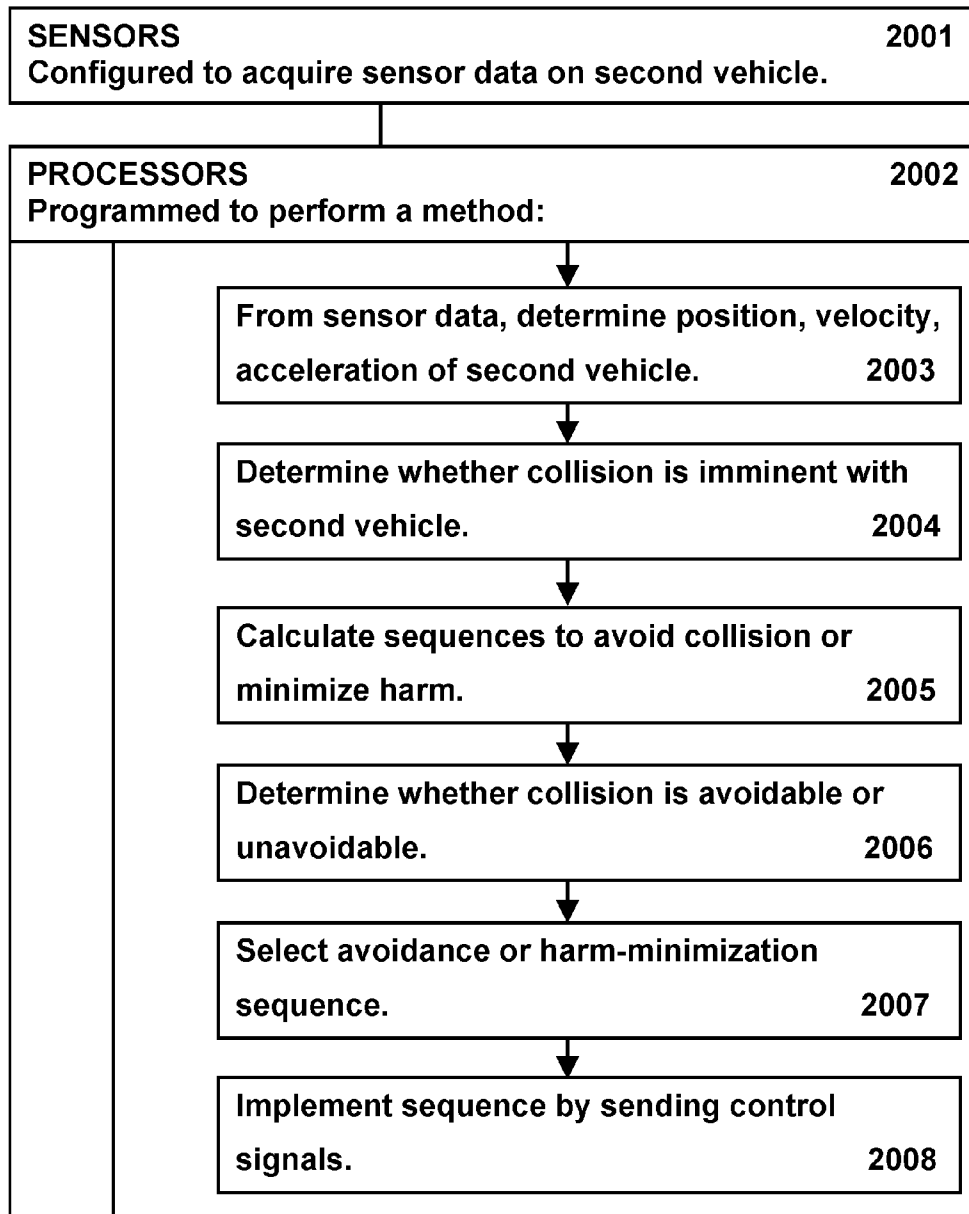 SENSORS 2001
Configured to acquire sensor data on second vehicle.
PROCESSORS 2002
Programmed to perform a method:
From sensor data, determine position, velocity,
acceleration of second vehicle. 2003
Determine whether collision is imminent with
second vehicle. 2004
Calculate sequences to avoid collision or
minimize harm. 2005
Determine whether collision is avoidable or
unavoidable. 2006
Select avoidance or harm-minimization
sequence. 2007
Implement sequence by sending control
signals. 2008